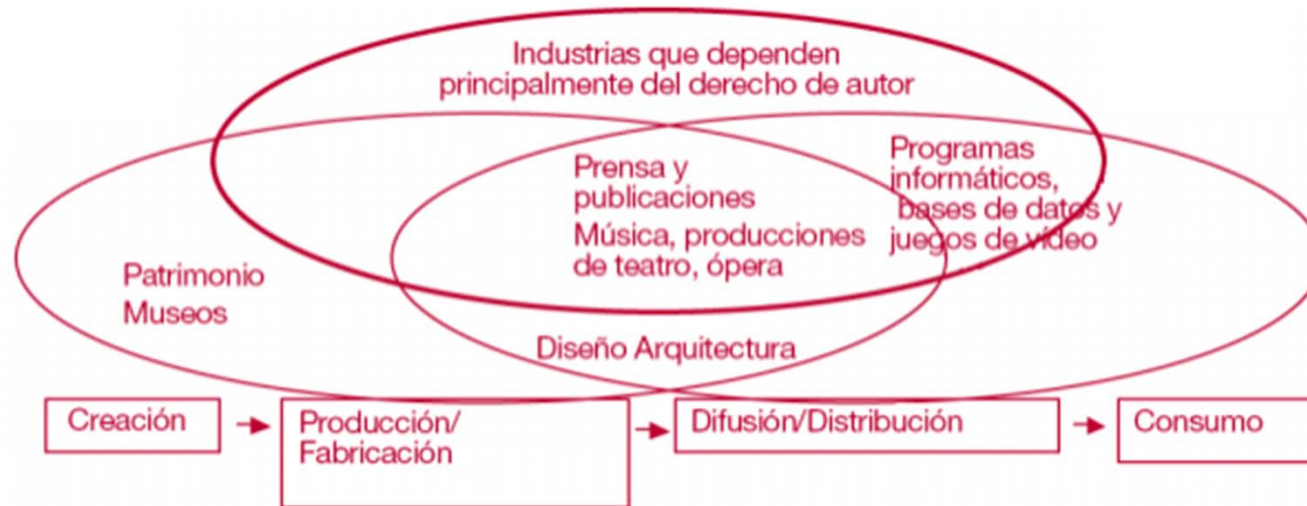 Industrias que dependen
principalmente del derecho de autor
Prensa y
publicaciones
Música, producciones
de teatro, ópera
Programas
informáticos,
bases de datos y
juegos de vídeo
Patrimonio
Museos
Diseño Arquitectura
Creación
Producción/
Fabricación
Difusión/Distribución
Consumo